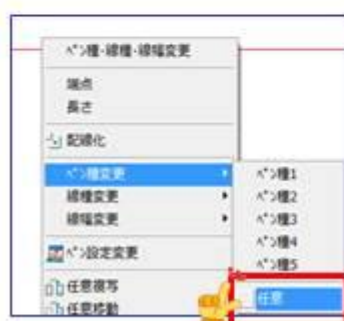 ペン種・線種・線幅変更
端点
長さ
配線化
ペン種変更
線種変更
線幅変更
ペン設定変更
任意複写
任意移動
ペン種1
ペン種2
ペン種3
ペン種4
ペン種5
任意